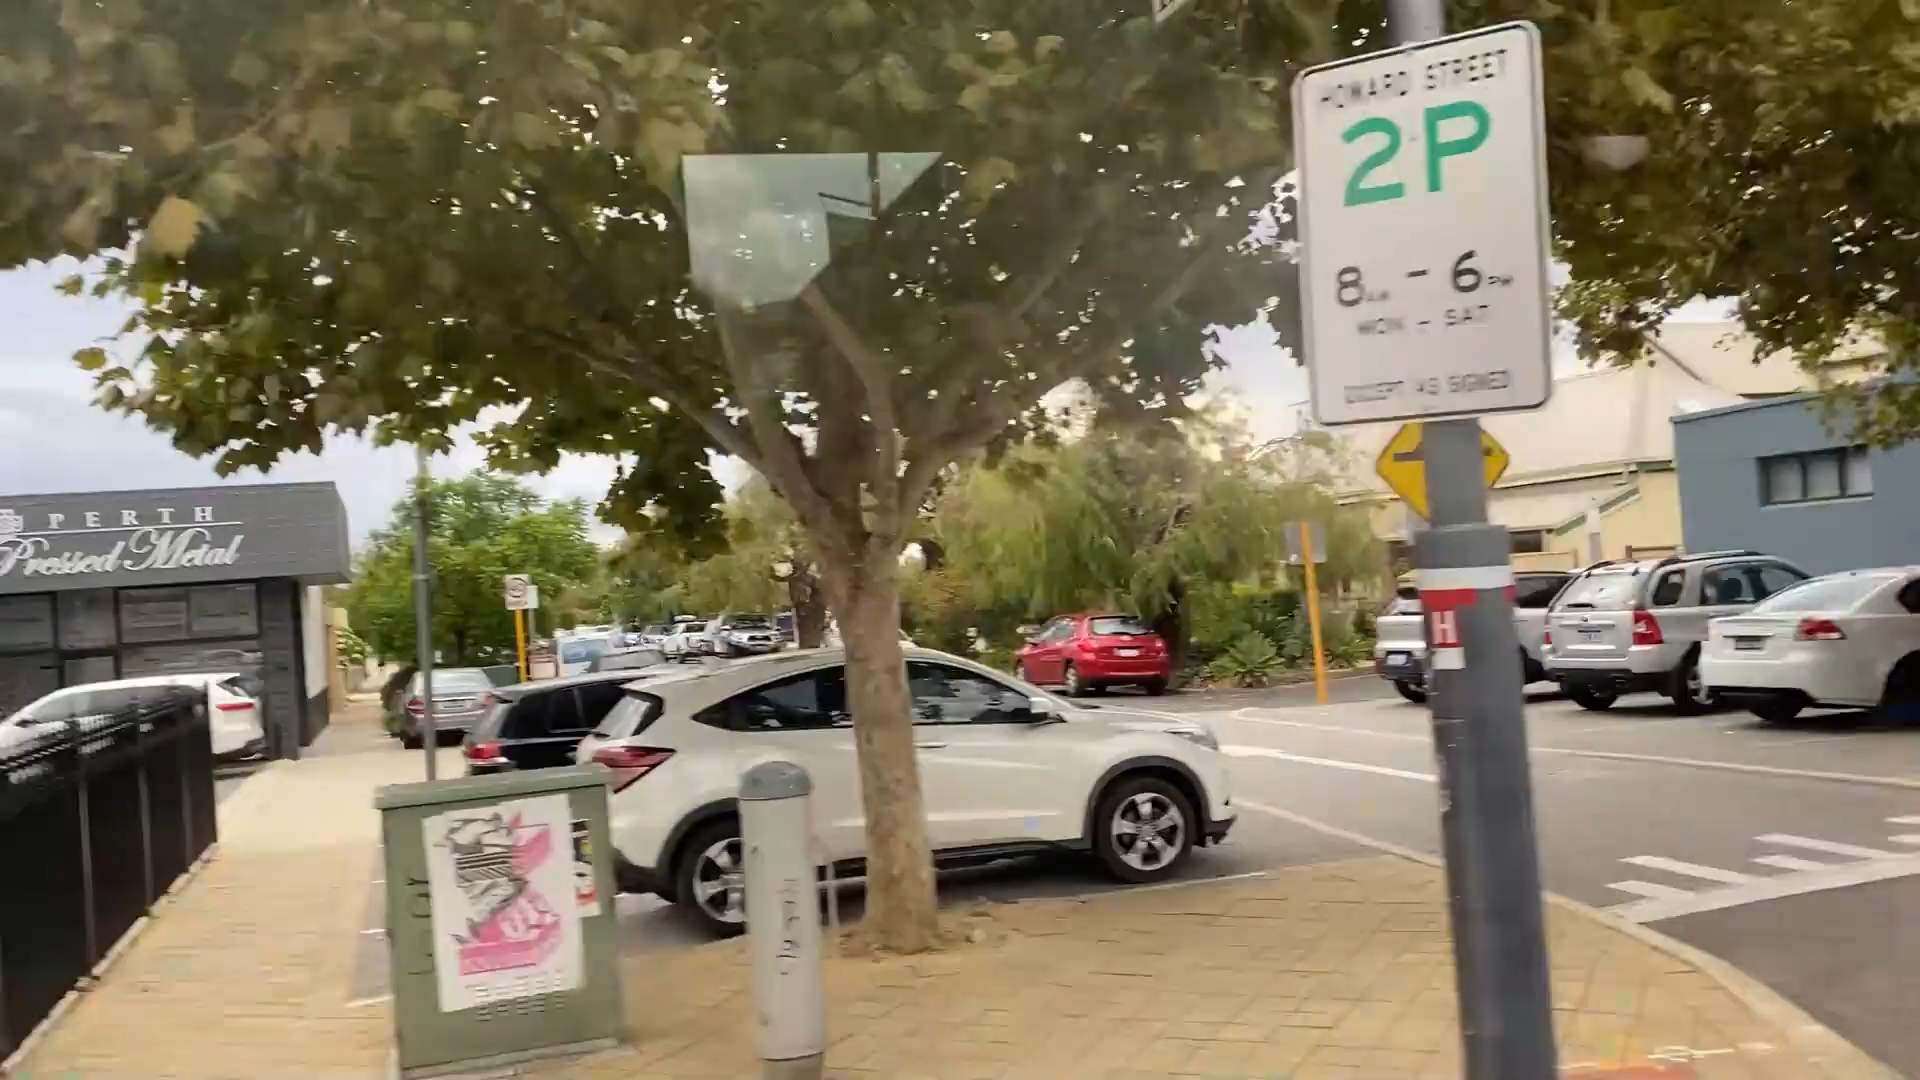 PERTH
Pressed Metal
HOWARD STREET
2P
8AM - 6PM
MON - SAT
EXCEPT AS SIGNED
H